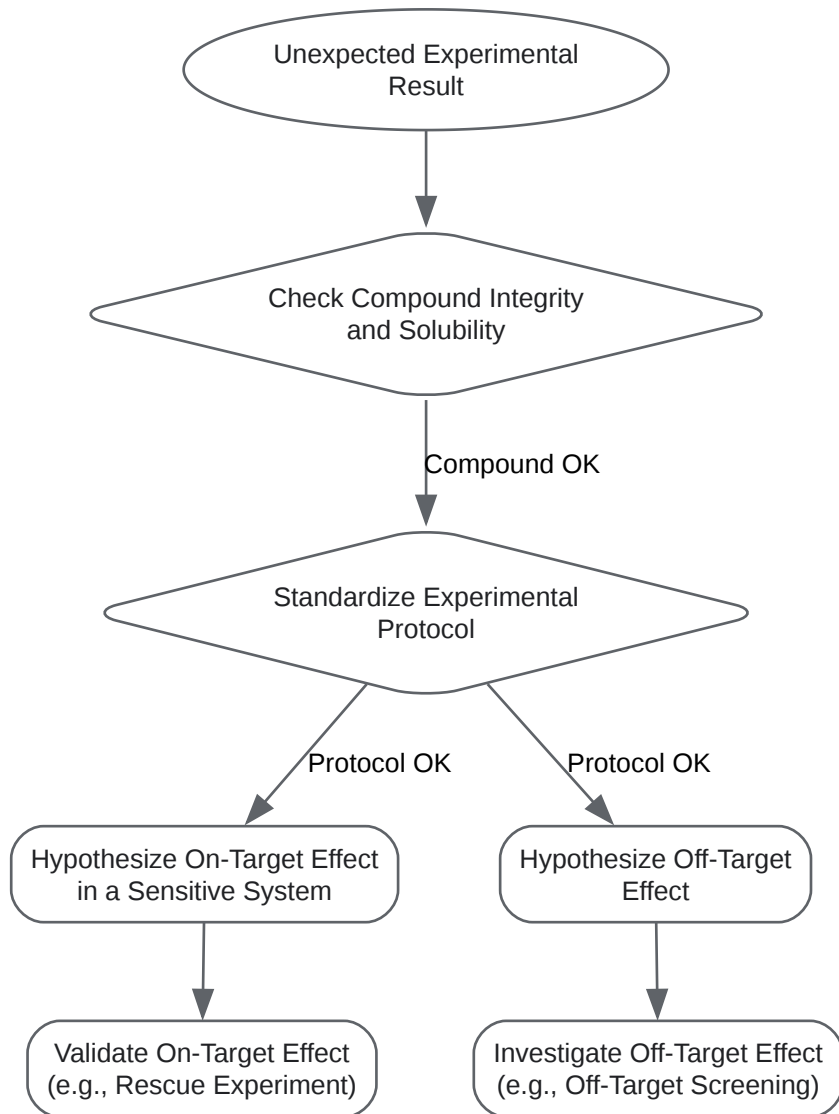 Unexpected Experimental
Result
Check Compound Integrity
and Solubility
Compound OK
Standardize Experimental
Protocol
Protocol OK
Protocol OK
Hypothesize On-Target Effect
in a Sensitive System
Hypothesize Off-Target
Effect
Validate On-Target Effect
(e.g., Rescue Experiment)
Investigate Off-Target Effect
(e.g., Off-Target Screening)